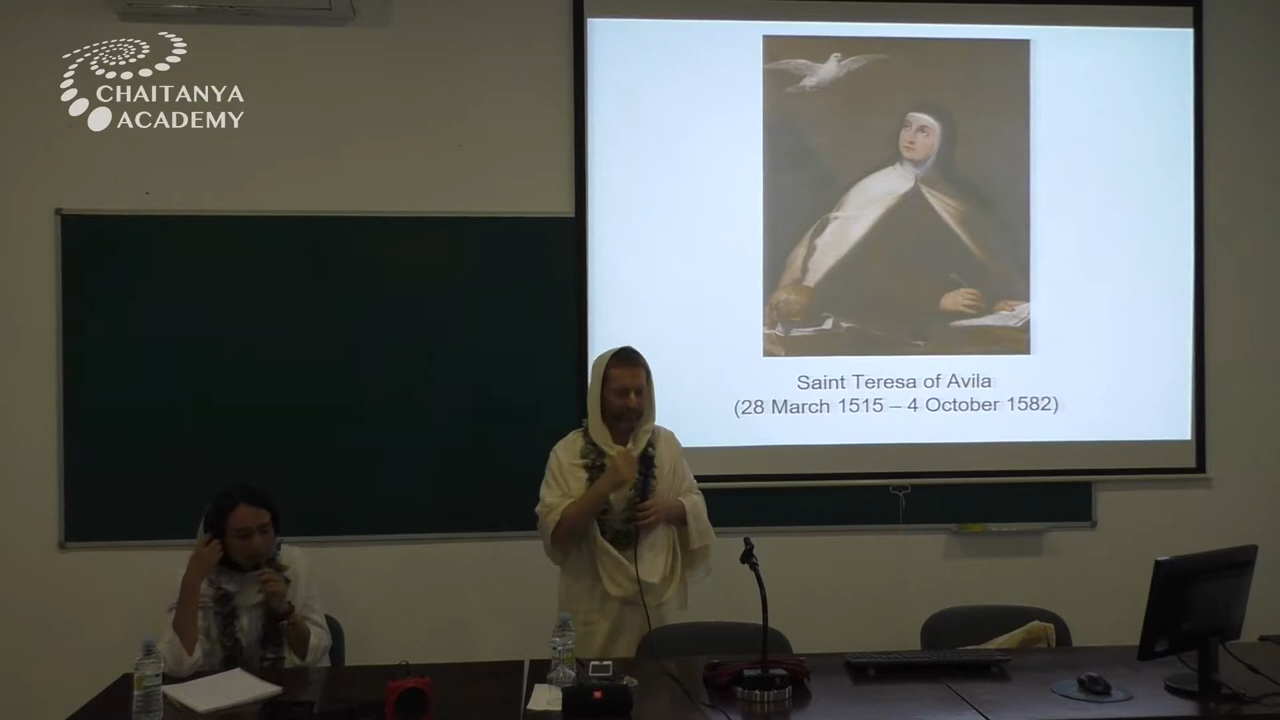 CHAITANYA
ACADEMY
Saint Teresa of Avila
(28 March 1515 – 4 October 1582)